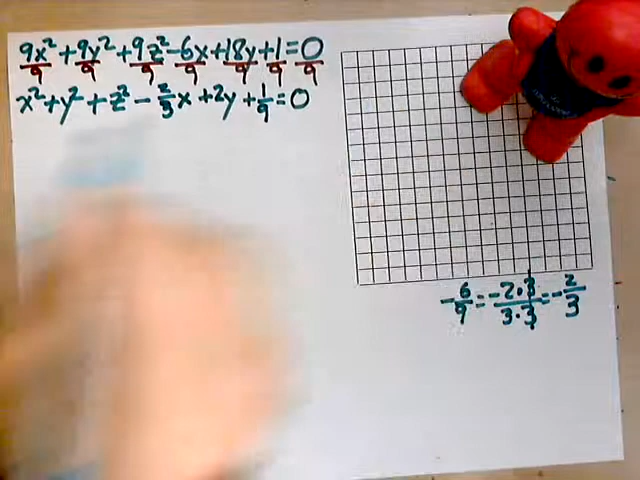 9x²/9 + 9y²/9 + 9z²/9 - 6x/9 + 18y/9 + 1/9 = 0/9
x² + y² + z² - 2/3x + 2y + 1/9 = 0
-6/9 = -2·3/3·3 = -2/3